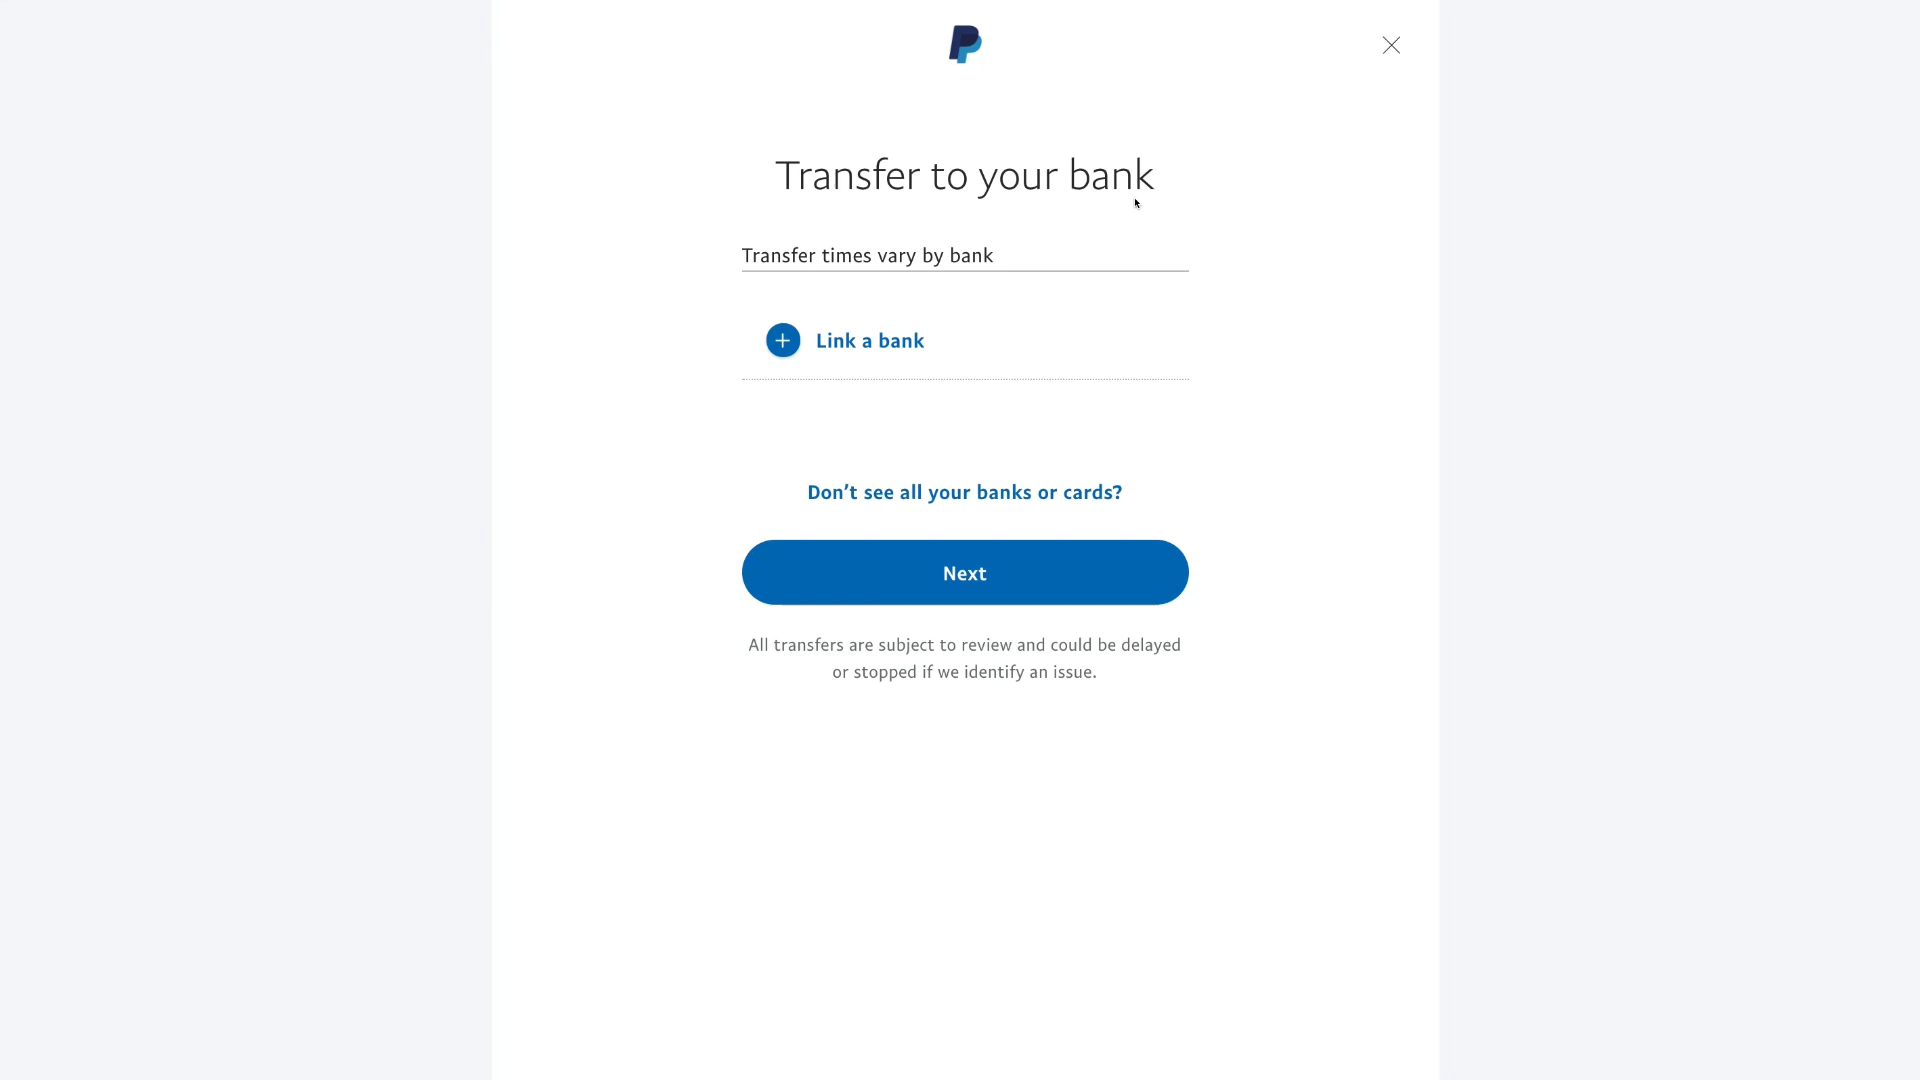 Transfer to your bank
Transfer times vary by bank
Link a bank
Don’t see all your banks or cards?
Next
All transfers are subject to review and could be delayed
or stopped if we identify an issue.